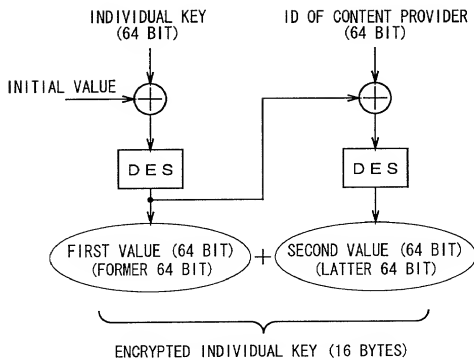 INDIVIDUAL KEY
(64 BIT)
ID OF CONTENT PROVIDER
(64 BIT)
INITIAL VALUE
DES
DES
FIRST VALUE (64 BIT)
(FORMER 64 BIT)
+
SECOND VALUE (64 BIT)
(LATTER 64 BIT)
ENCRYPTED INDIVIDUAL KEY (16 BYTES)